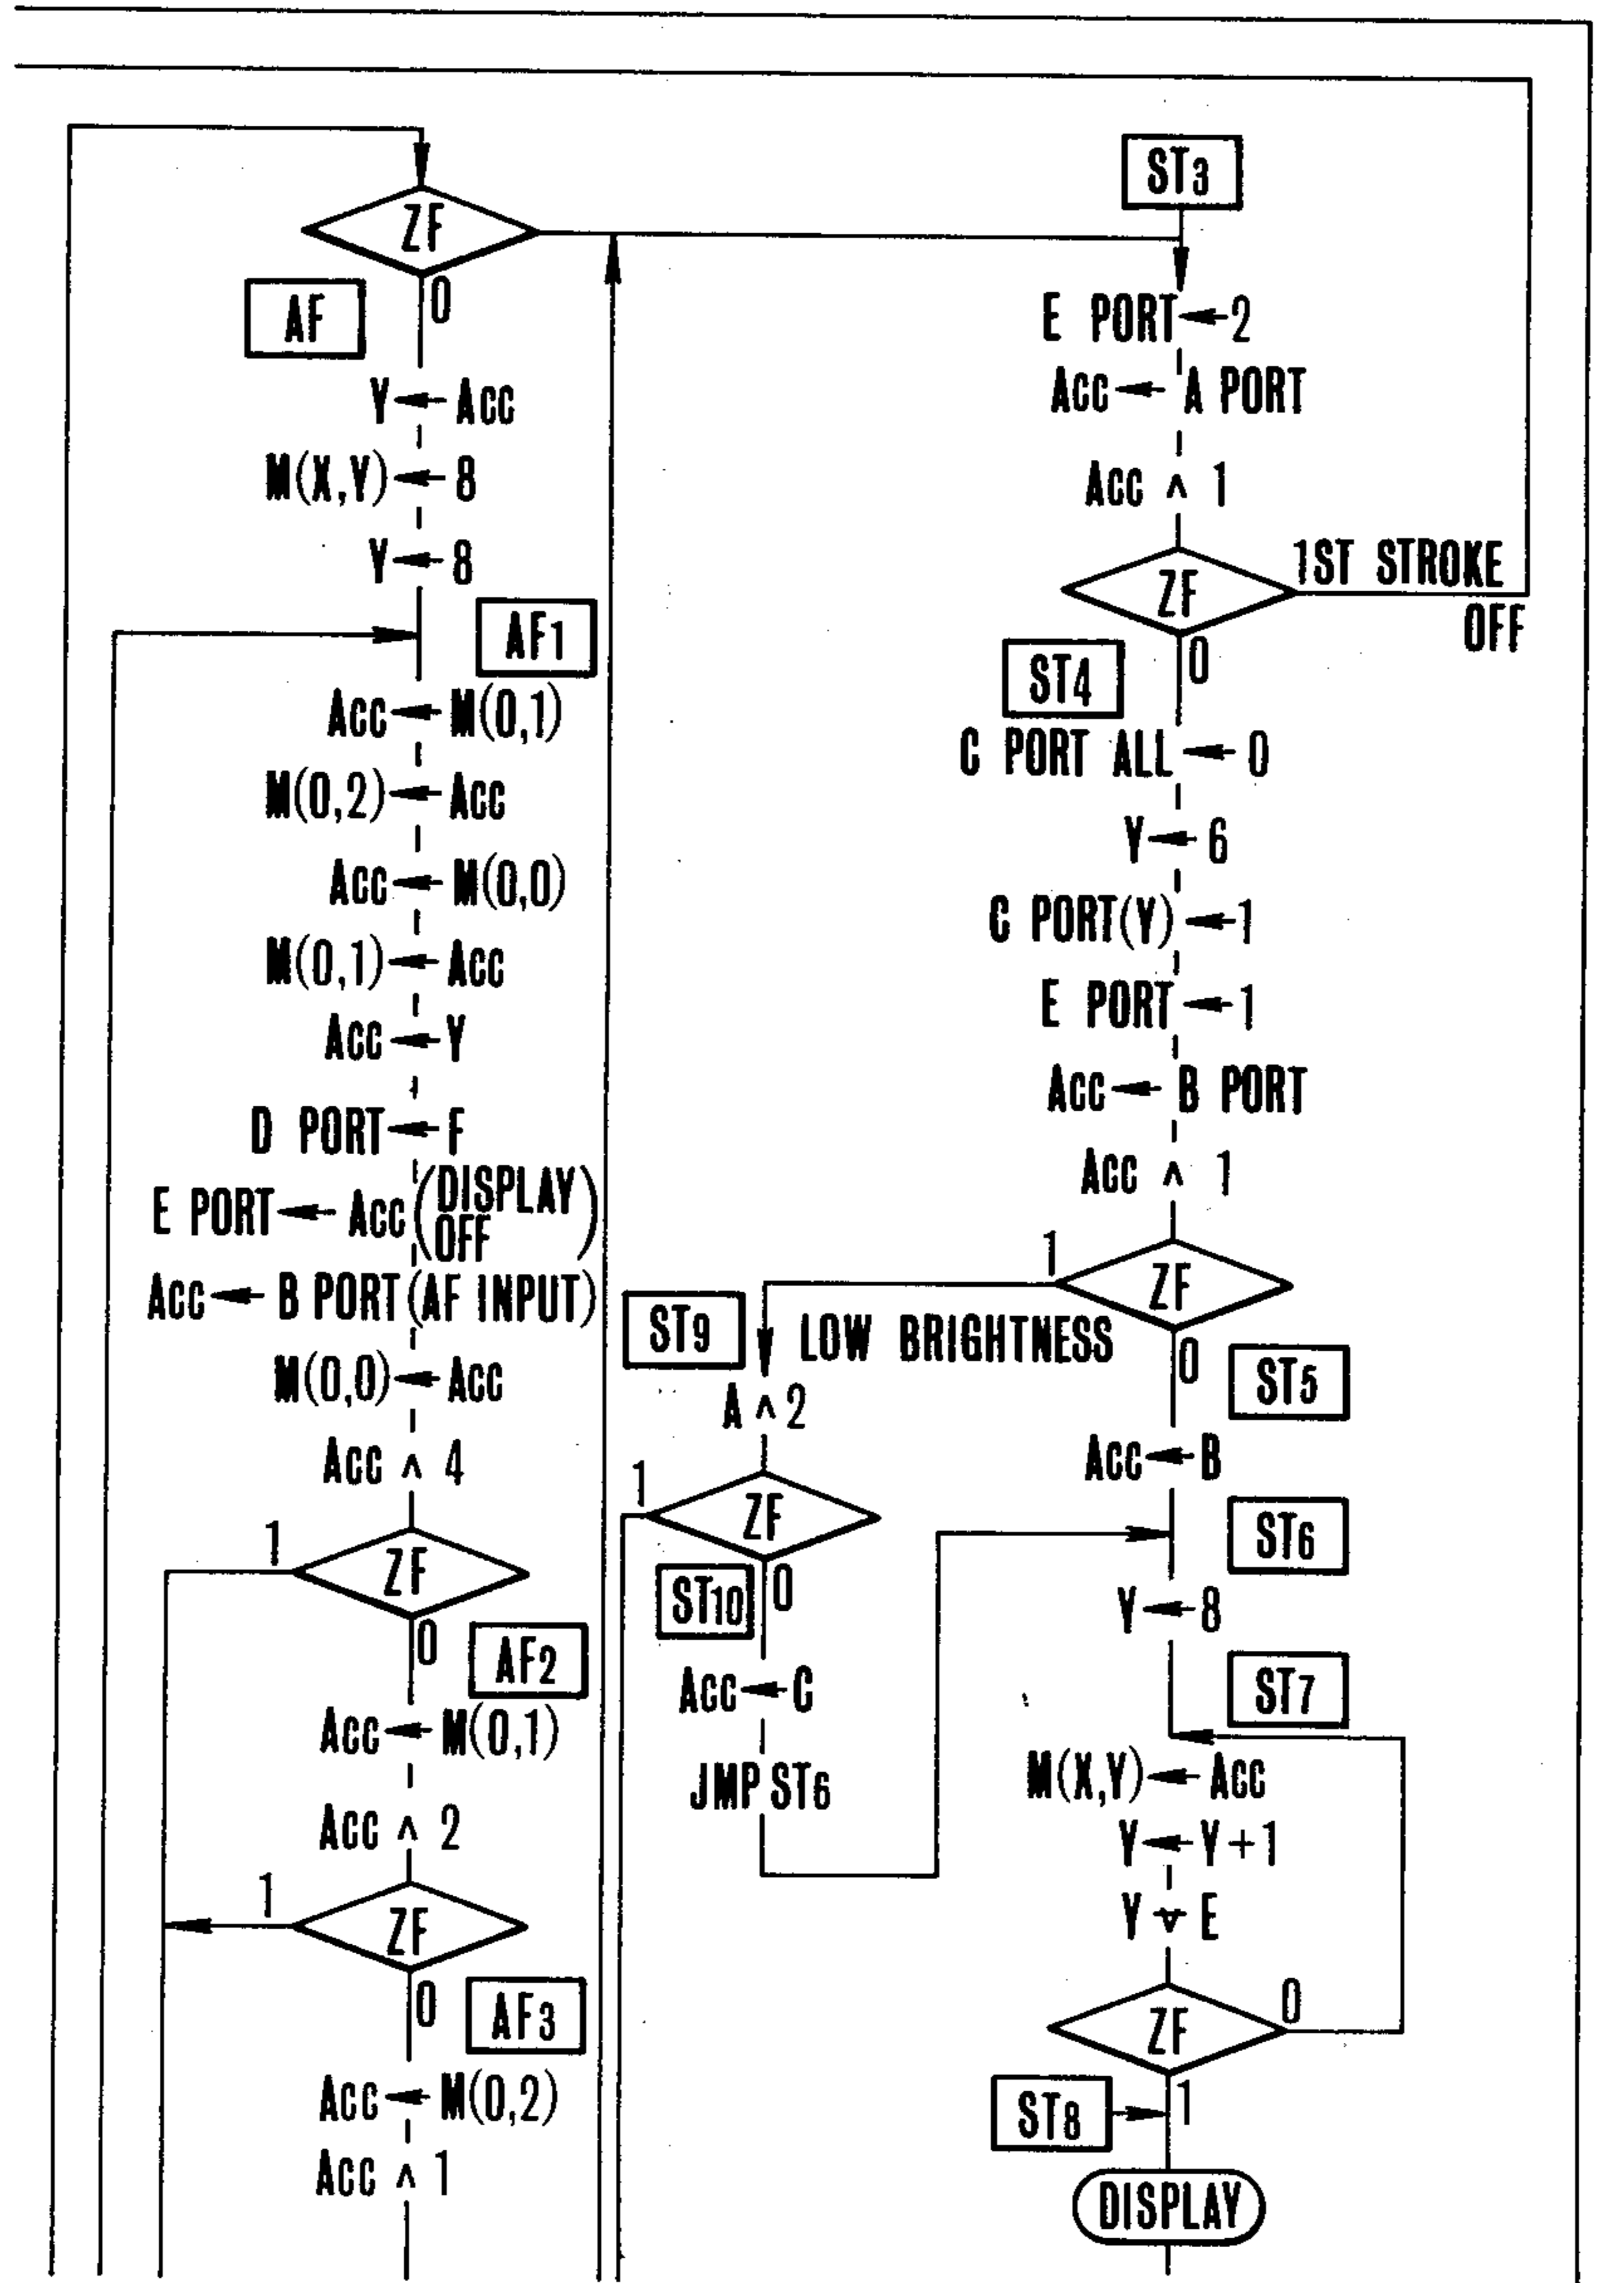 ZF
0
AF
Y←Acc
M(X,Y)←8
Y←8
AF1
Acc←M(0,1)
M(0,2)←Acc
Acc←M(0,0)
M(0,1)←Acc
Acc←Y
D PORT←F
E PORT←Acc(DISPLAY
OFF)
Acc←B PORT(AF INPUT)
M(0,0)←Acc
Acc ∧ 4
1
ZF
0
AF2
Acc←M(0,1)
Acc ∧ 2
1
ZF
0
AF3
Acc←M(0,2)
Acc ∧ 1
ST3
E PORT←2
Acc←A PORT
Acc ∧ 1
ZF
1ST STROKE
OFF
0
ST4
C PORT ALL←0
Y←6
C PORT(Y)←1
E PORT←1
Acc←B PORT
Acc ∧ 1
1
ZF
0
ST9
LOW BRIGHTNESS
A ∧ 2
1
ZF
0
ST10
Acc←C
JMP ST6
ST5
Acc←B
ST6
Y←8
ST7
M(X,Y)←Acc
Y←Y+1
Y ⊻ E
ZF
0
1
ST8
DISPLAY